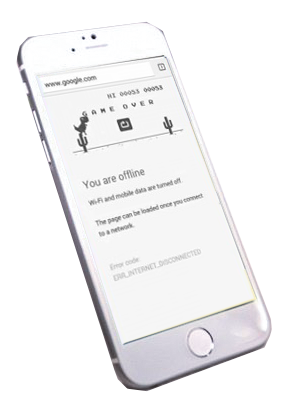 www.google.com
1
HI 00053 00053
GAME OVER
You are offline
Wi-Fi and mobile data are turned off.
The page can be loaded once you connect
to a network.
Error code:
ERR_INTERNET_DISCONNECTED